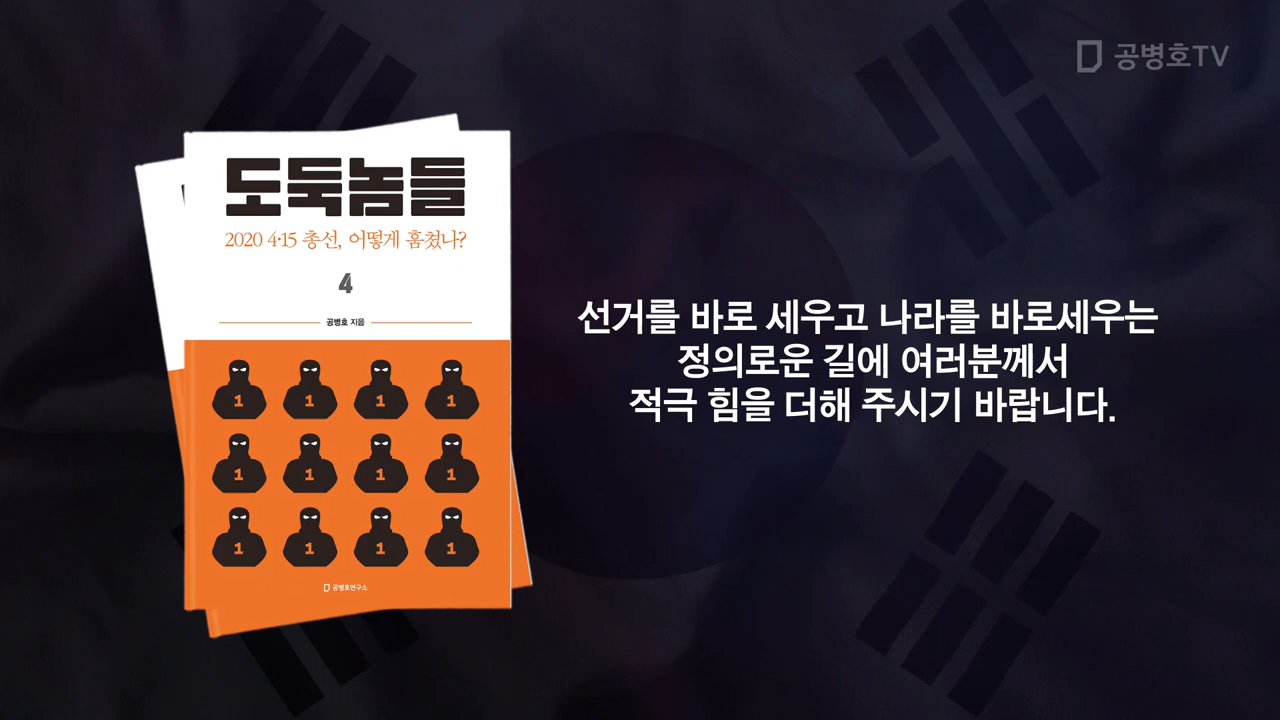 공병호TV
도둑놈들
2020 4·15 총선, 어떻게 훔쳤나?
4
공병호 지음
1 1 1 1
1 1 1 1
1 1 1 1
공병호연구소
선거를 바로 세우고 나라를 바로세우는
정의로운 길에 여러분께서
적극 힘을 더해 주시기 바랍니다.